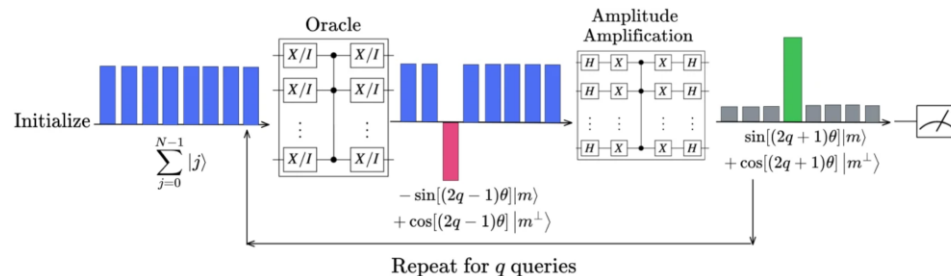 Oracle
Amplitude
Amplification
X/I X/I
X/I X/I
⋮ ⋮
X/I X/I
H X X H
H X X H
⋮ ⋮ ⋮ ⋮
H X X H
Initialize
N−1
∑ |j⟩
j=0
− sin[(2q − 1)θ]|m⟩
+ cos[(2q − 1)θ] |m⊥⟩
sin[(2q + 1)θ]|m⟩
+ cos[(2q + 1)θ] |m⊥⟩
Repeat for q queries